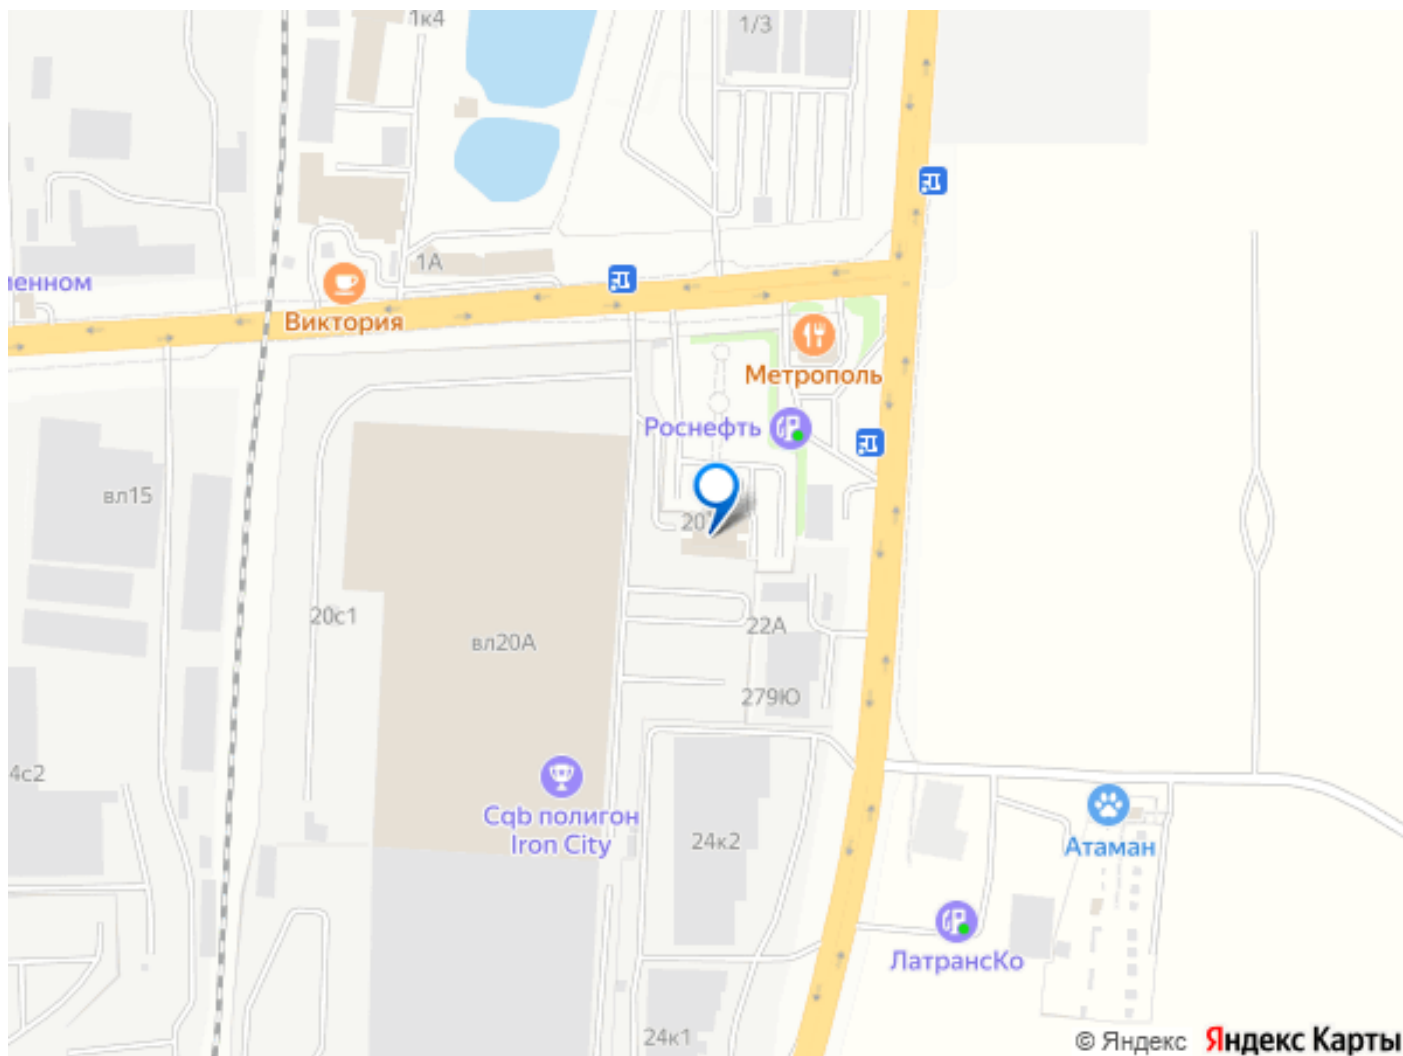 1к4
1/3
1А
ленном
Виктория
Метрополь
Роснефть
вл15
20
20с1
вл20А
22А
279Ю
4с2
Cqb полигон
Iron City
24к2
Атаман
ЛатрансКо
24к1
© Яндекс Яндекс Карты